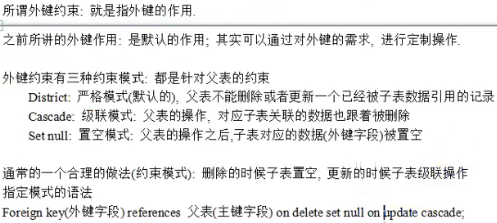 所谓外键约束: 就是指外键的作用.
之前所讲的外键作用: 是默认的作用; 其实可以通过对外键的需求, 进行定制操作.
外键约束有三种约束模式: 都是针对父表的约束
District: 严格模式(默认的), 父表不能删除或者更新一个已经被子表数据引用的记录
Cascade: 级联模式: 父表的操作, 对应子表关联的数据也跟着被删除
Set null: 置空模式: 父表的操作之后,子表对应的数据(外键字段)被置空
通常的一个合理的做法(约束模式): 删除的时候子表置空, 更新的时候子表级联操作
指定模式的语法
Foreign key(外键字段) references 父表(主键字段) on delete set null on update cascade;